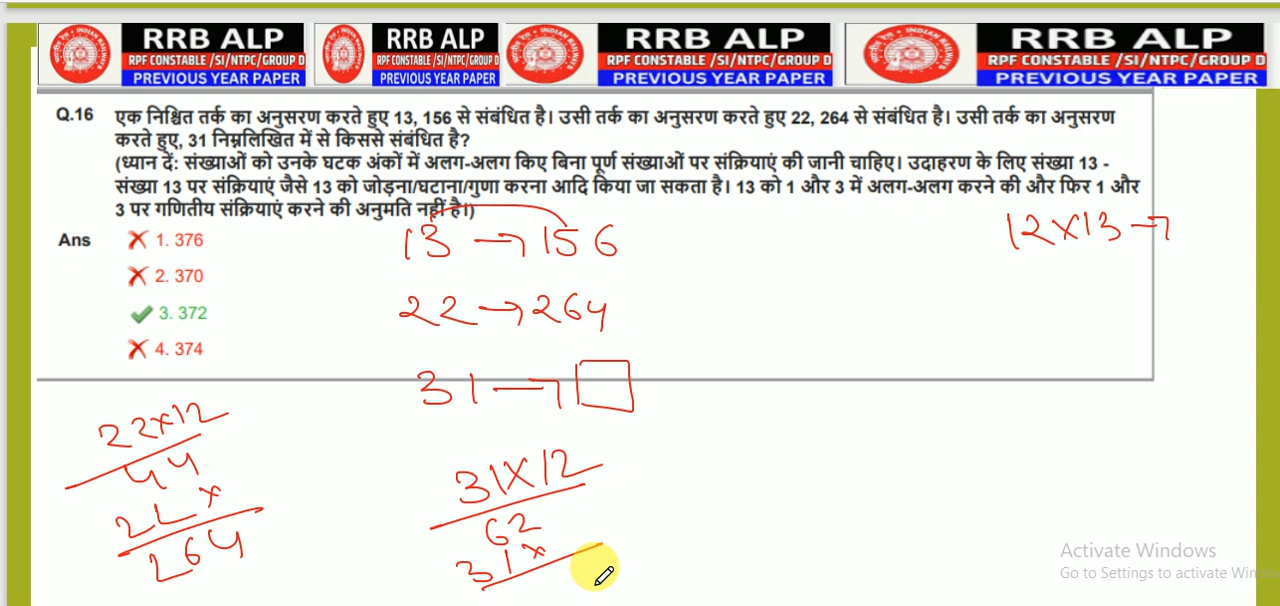 RRB ALP
RPF CONSTABLE /SI/NTPC/GROUP D
PREVIOUS YEAR PAPER
RRB ALP
RPF CONSTABLE /SI/NTPC/GROUP D
PREVIOUS YEAR PAPER
RRB ALP
RPF CONSTABLE /SI/NTPC/GROUP D
PREVIOUS YEAR PAPER
RRB ALP
RPF CONSTABLE /SI/NTPC/GROUP D
PREVIOUS YEAR PAPER
Q.16 एक निश्चित तर्क का अनुसरण करते हुए 13, 156 से संबंधित है। उसी तर्क का अनुसरण करते हुए 22, 264 से संबंधित है। उसी तर्क का अनुसरण
करते हुए, 31 निम्नलिखित में से किससे संबंधित है?
(ध्यान दें: संख्याओं को उनके घटक अंकों में अलग-अलग किए बिना पूर्ण संख्याओं पर संक्रियाएं की जानी चाहिए। उदाहरण के लिए संख्या 13 -
संख्या 13 पर संक्रियाएं जैसे 13 को जोड़ना/घटाना/गुणा करना आदि किया जा सकता है। 13 को 1 और 3 में अलग-अलग करने की और फिर 1 और
3 पर गणितीय संक्रियाएं करने की अनुमति नहीं है।)
Ans 1. 376
2. 370
3. 372
4. 374
13 → 156
22 → 264
31 →
12×13 →
22×12
44
22×
264
31×12
62
31×
Activate Windows
Go to Settings to activate Win